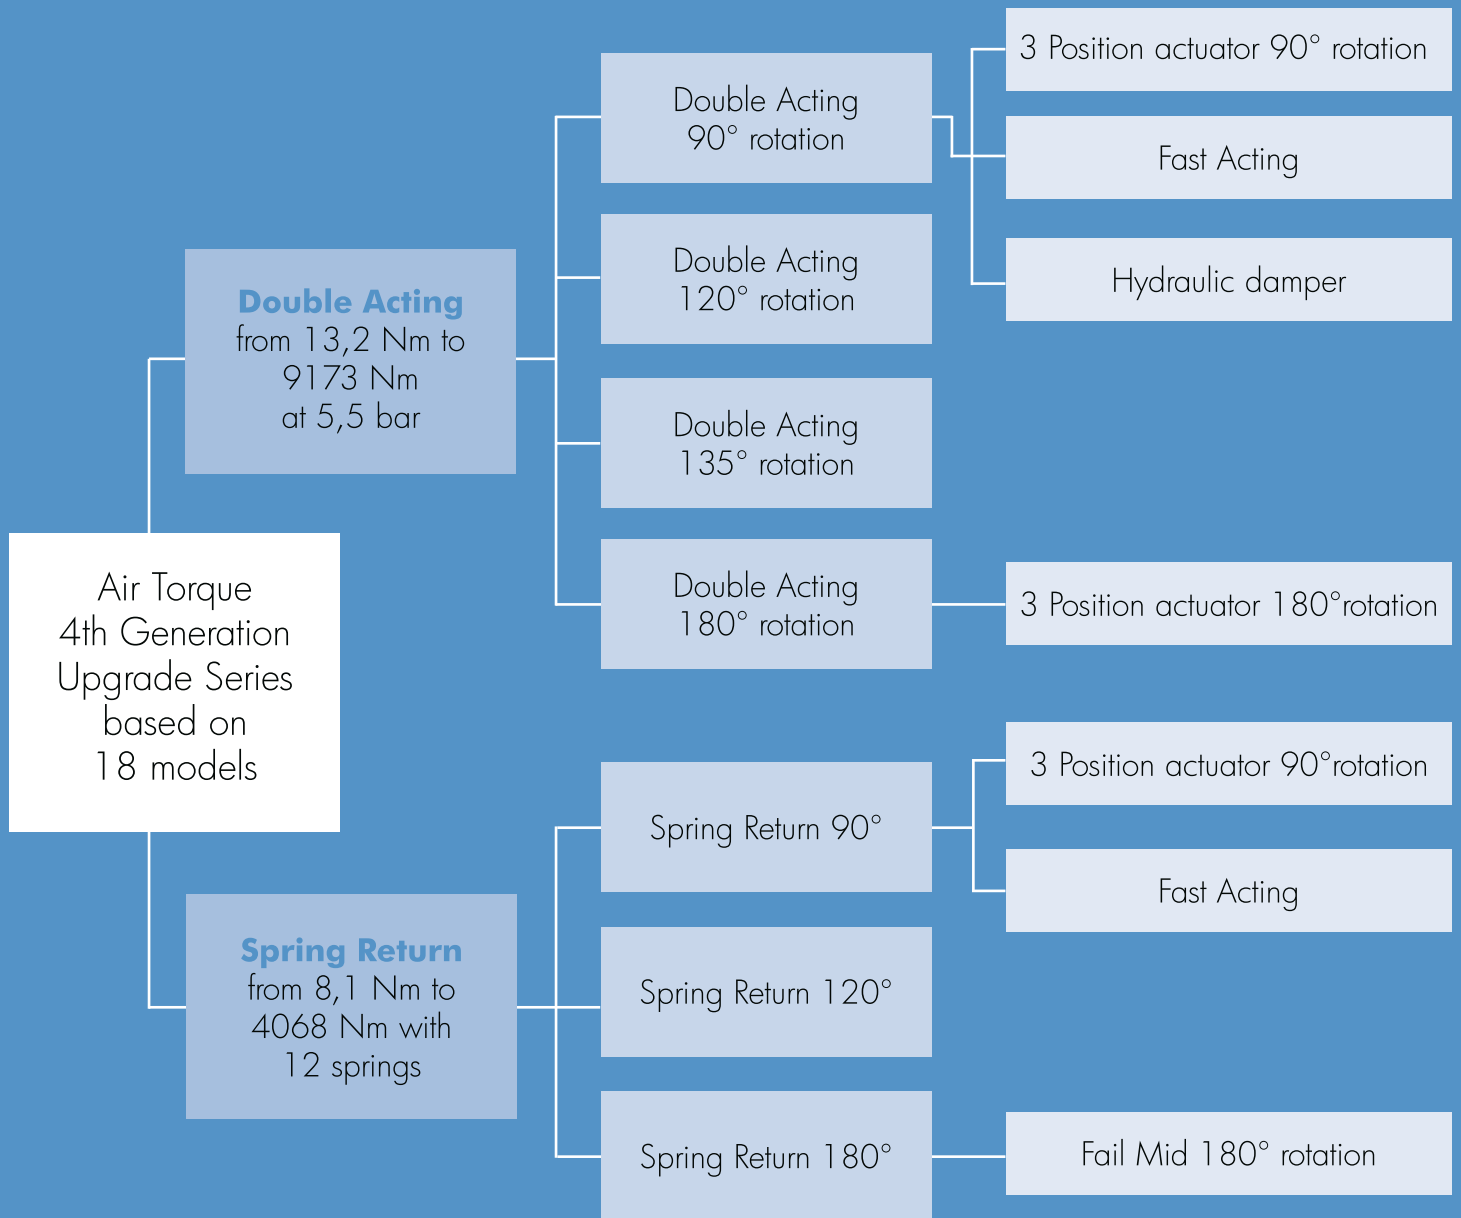 Air Torque
4th Generation
Upgrade Series
based on
18 models
Double Acting
from 13,2 Nm to
9173 Nm
at 5,5 bar
Double Acting
90° rotation
3 Position actuator 90° rotation
Fast Acting
Hydraulic damper
Double Acting
120° rotation
Double Acting
135° rotation
Double Acting
180° rotation
3 Position actuator 180°rotation
Spring Return
from 8,1 Nm to
4068 Nm with
12 springs
Spring Return 90°
3 Position actuator 90°rotation
Fast Acting
Spring Return 120°
Spring Return 180°
Fail Mid 180° rotation